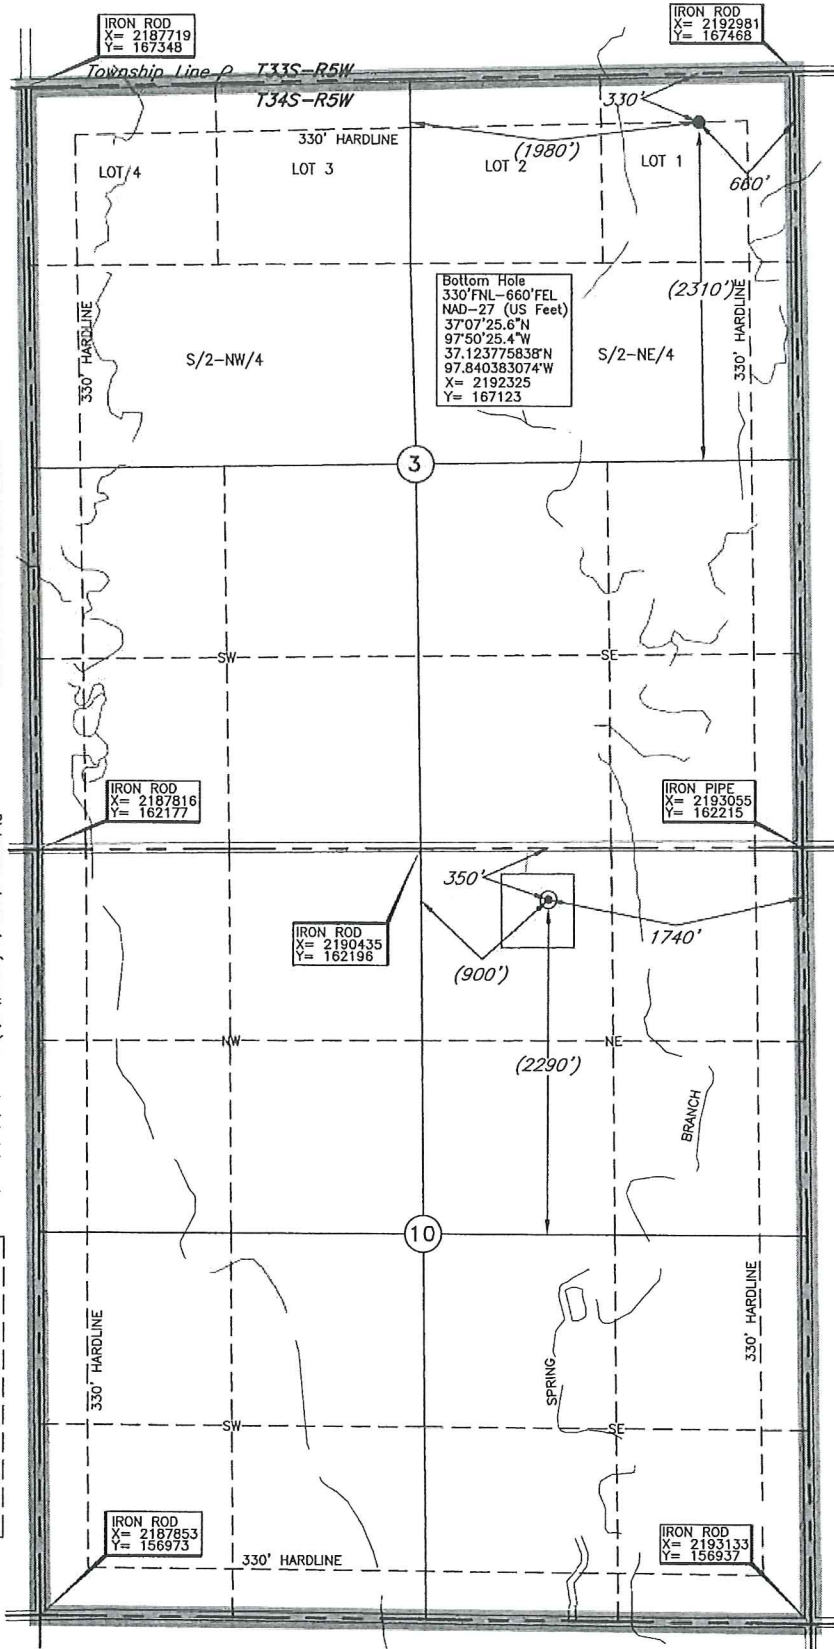 IRON ROD
X= 2187719
Y= 167348
IRON ROD
X= 2192981
Y= 167468
Township Line T33S-R5W
T34S-R5W
330'
330' HARDLINE
(1980')
LOT 4
LOT 3
LOT 2
LOT 1
660'
(2310')
330' HARDLINE
330' HARDLINE
Bottom Hole
330'FNL-660'FEL
NAD-27 (US Feet)
37°07'25.6"N
97°50'25.4"W
37.123775838°N
97.840383074°W
X= 2192325
Y= 167123
S/2-NW/4
S/2-NE/4
3
SW
SE
IRON ROD
X= 2187816
Y= 162177
IRON PIPE
X= 2193055
Y= 162215
350'
IRON ROD
X= 2190435
Y= 162196
(900')
1740'
NW
NE
(2290')
BRANCH
10
330' HARDLINE
330' HARDLINE
SPRING
SW
SE
IRON ROD
X= 2187853
Y= 156973
330' HARDLINE
IRON ROD
X= 2193133
Y= 156937